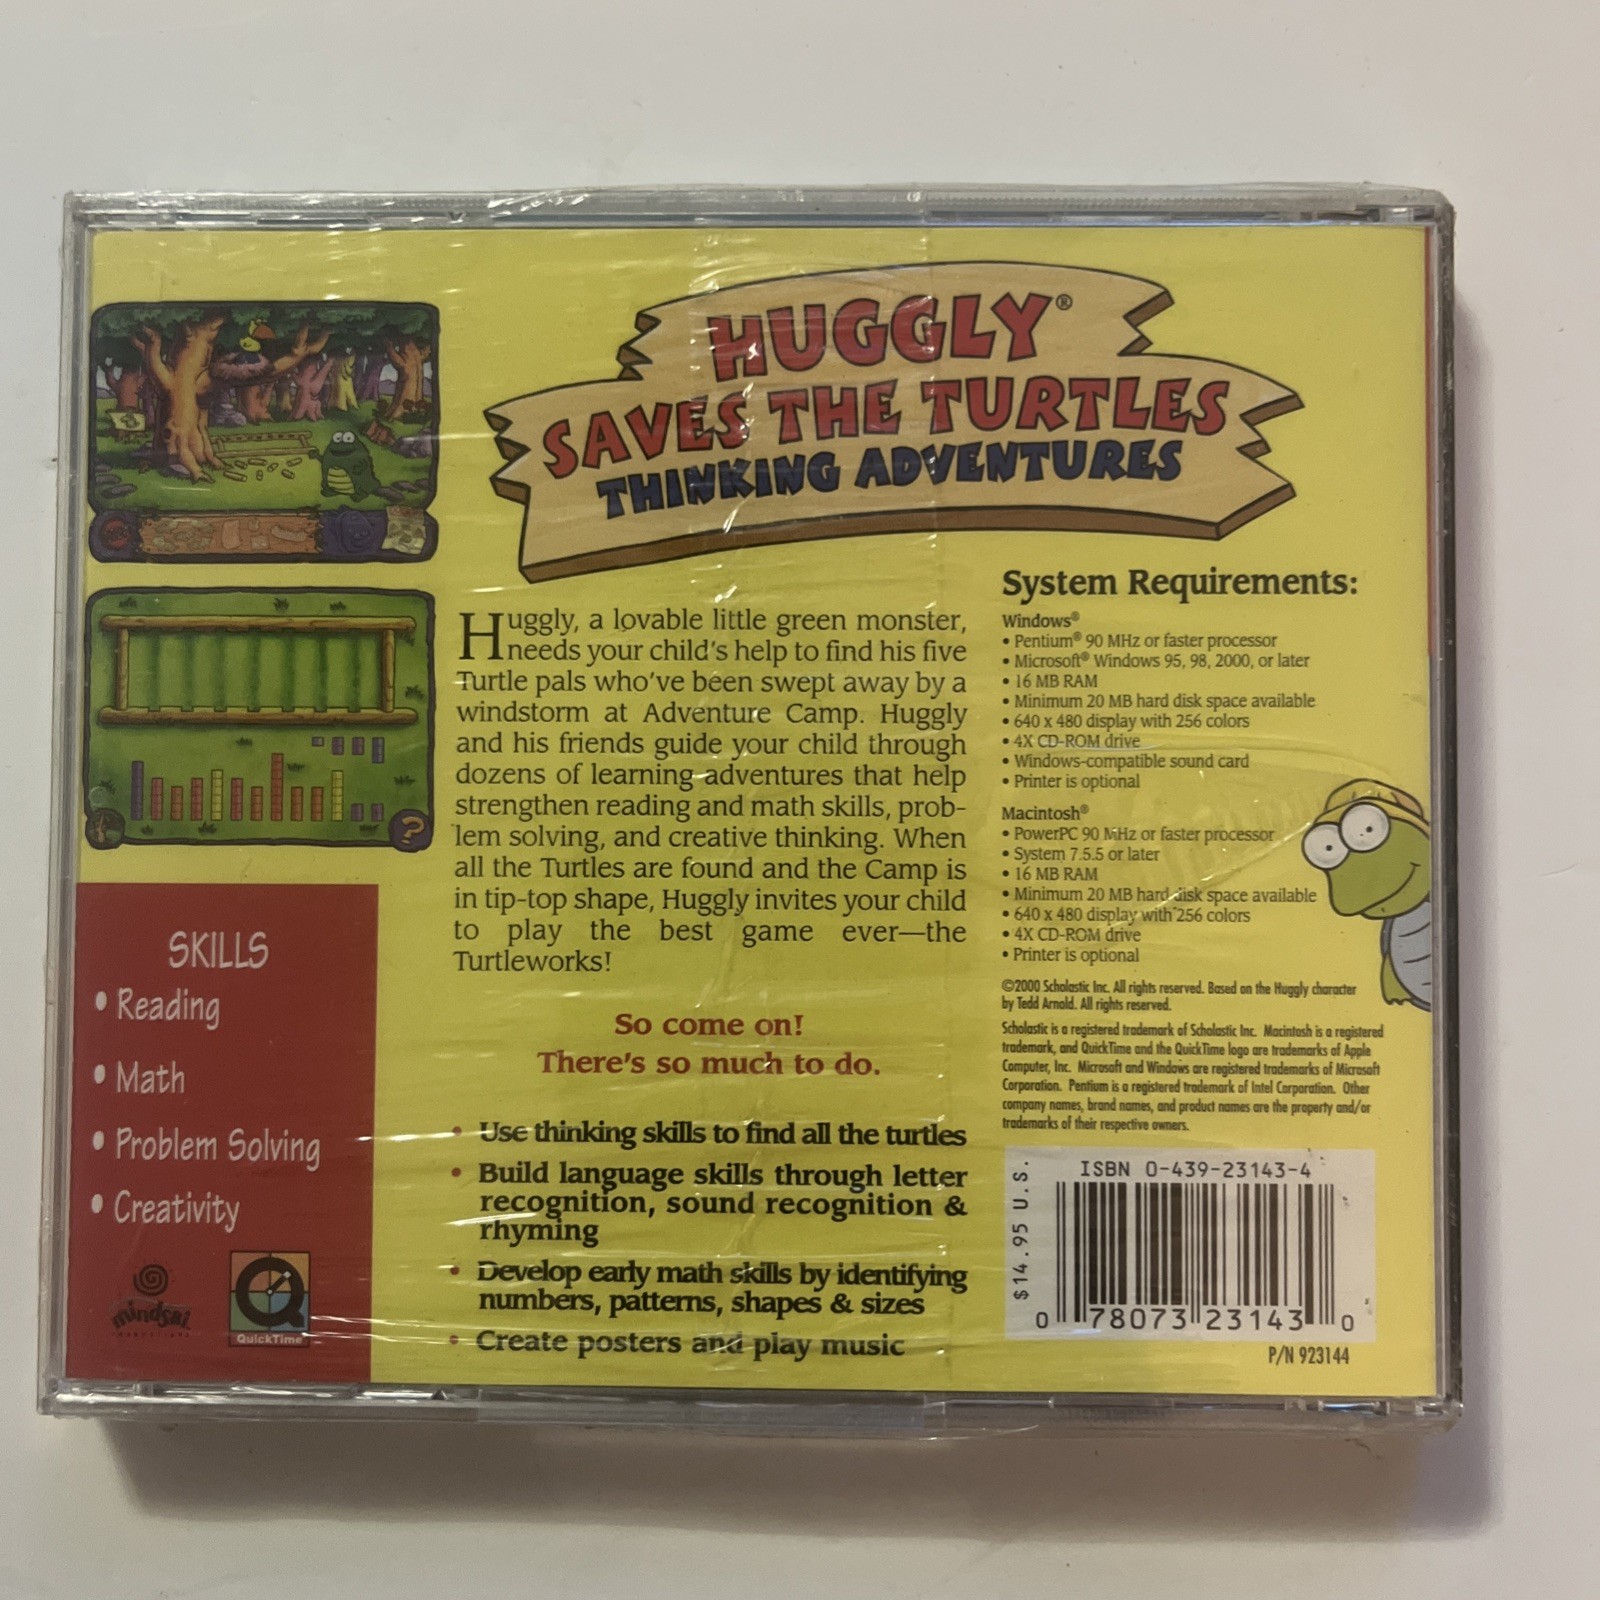 HUGGLY®
SAVES THE TURTLES
THINKING ADVENTURES
Huggly, a lovable little green monster,
needs your child's help to find his five
Turtle pals who've been swept away by a
windstorm at Adventure Camp. Huggly
and his friends guide your child through
dozens of learning adventures that help
strengthen reading and math skills, prob-
lem solving, and creative thinking. When
all the Turtles are found and the Camp is
in tip-top shape, Huggly invites your child
to play the best game ever—the
Turtleworks!
So come on!
There's so much to do.
• Use thinking skills to find all the turtles
• Build language skills through letter
recognition, sound recognition &
rhyming
• Develop early math skills by identifying
numbers, patterns, shapes & sizes
• Create posters and play music
SKILLS
• Reading
• Math
• Problem Solving
• Creativity
mindsai
QuickTime
?
System Requirements:
Windows®
• Pentium® 90 MHz or faster processor
• Microsoft® Windows 95, 98, 2000, or later
• 16 MB RAM
• Minimum 20 MB hard disk space available
• 640 x 480 display with 256 colors
• 4X CD-ROM drive
• Windows-compatible sound card
• Printer is optional
Macintosh®
• PowerPC 90 MHz or faster processor
• System 7.5.5 or later
• 16 MB RAM
• Minimum 20 MB hard disk space available
• 640 x 480 display with 256 colors
• 4X CD-ROM drive
• Printer is optional
©2000 Scholastic Inc. All rights reserved. Based on the Huggly character
by Tedd Arnold. All rights reserved.
Scholastic is a registered trademark of Scholastic Inc. Macintosh is a registered
trademark, and QuickTime and the QuickTime logo are trademarks of Apple
Computer, Inc. Microsoft and Windows are registered trademarks of Microsoft
Corporation. Pentium is a registered trademark of Intel Corporation. Other
company names, brand names, and product names are the property and/or
trademarks of their respective owners.
ISBN 0-439-23143-4
$14.95 U.S.
0 78073 23143 0
P/N 923144